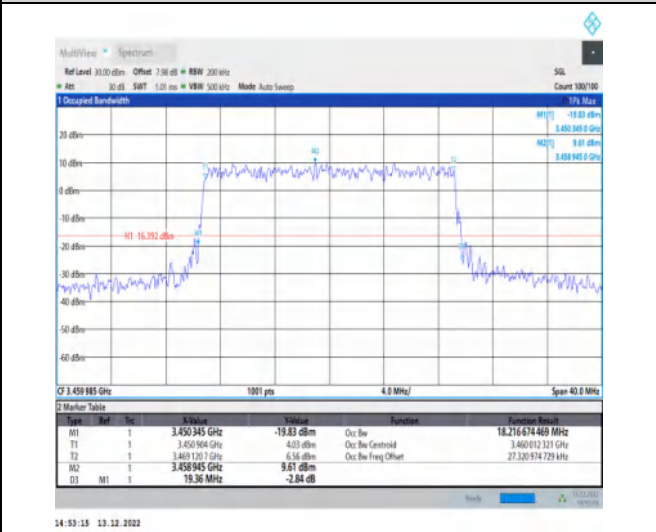 MultiView Spectrum
Ref Level 30.00 dBm Offset 7.98 dB RBW 200 kHz SGL
Att 30 dB SWT 1.01 ms VBW 500 kHz Mode Auto Sweep Count 100/100
1 Occupied Bandwidth 1Pk Max
M1[1] -19.83 dBm
3.450 345 0 GHz
M2[1] 9.61 dBm
3.458 945 0 GHz
20 dBm
M2
10 dBm
T2
0 dBm
-10 dBm
H1 -16.392 dBm
M1
-20 dBm
-30 dBm
-40 dBm
-50 dBm
-60 dBm
CF 3.459 985 GHz 1001 pts 4.0 MHz/ Span 40.0 MHz
2 Marker Table
Type Ref Trc X-Value Y-Value Function Function Result
M1 1 3.450345 GHz -19.83 dBm Occ Bw 18.216 674 469 MHz
T1 1 3.450 904 GHz 4.03 dBm Occ Bw Centroid 3.460 012 321 GHz
T2 1 3.469 120 7 GHz 6.56 dBm Occ Bw Freq Offset 27.320 974 729 kHz
M2 1 3.458945 GHz 9.61 dBm
D3 M1 1 19.36 MHz -2.84 dB
Ready
14:53:15 13.12.2022